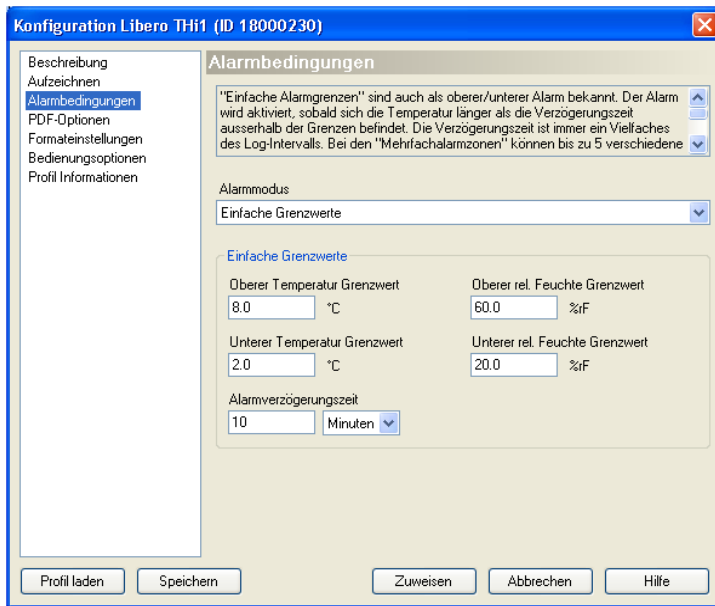 Konfiguration Libero THi1 (ID 18000230)
Beschreibung
Aufzeichnen
Alarmbedingungen
PDF-Optionen
Formateinstellungen
Bedienungsoptionen
Profil Informationen
Alarmbedingungen
"Einfache Alarmgrenzen" sind auch als oberer/unterer Alarm bekannt. Der Alarm
wird aktiviert, sobald sich die Temperatur länger als die Verzögerungszeit
ausserhalb der Grenzen befindet. Die Verzögerungszeit ist immer ein Vielfaches
des Log-Intervalls. Bei den "Mehrfachalarmzonen" können bis zu 5 verschiedene
Alarmmodus
Einfache Grenzwerte
Einfache Grenzwerte
Oberer Temperatur Grenzwert
8.0 °C
Oberer rel. Feuchte Grenzwert
60.0 %rF
Unterer Temperatur Grenzwert
2.0 °C
Unterer rel. Feuchte Grenzwert
20.0 %rF
Alarmverzögerungszeit
10 Minuten
Profil laden
Speichern
Zuweisen
Abbrechen
Hilfe